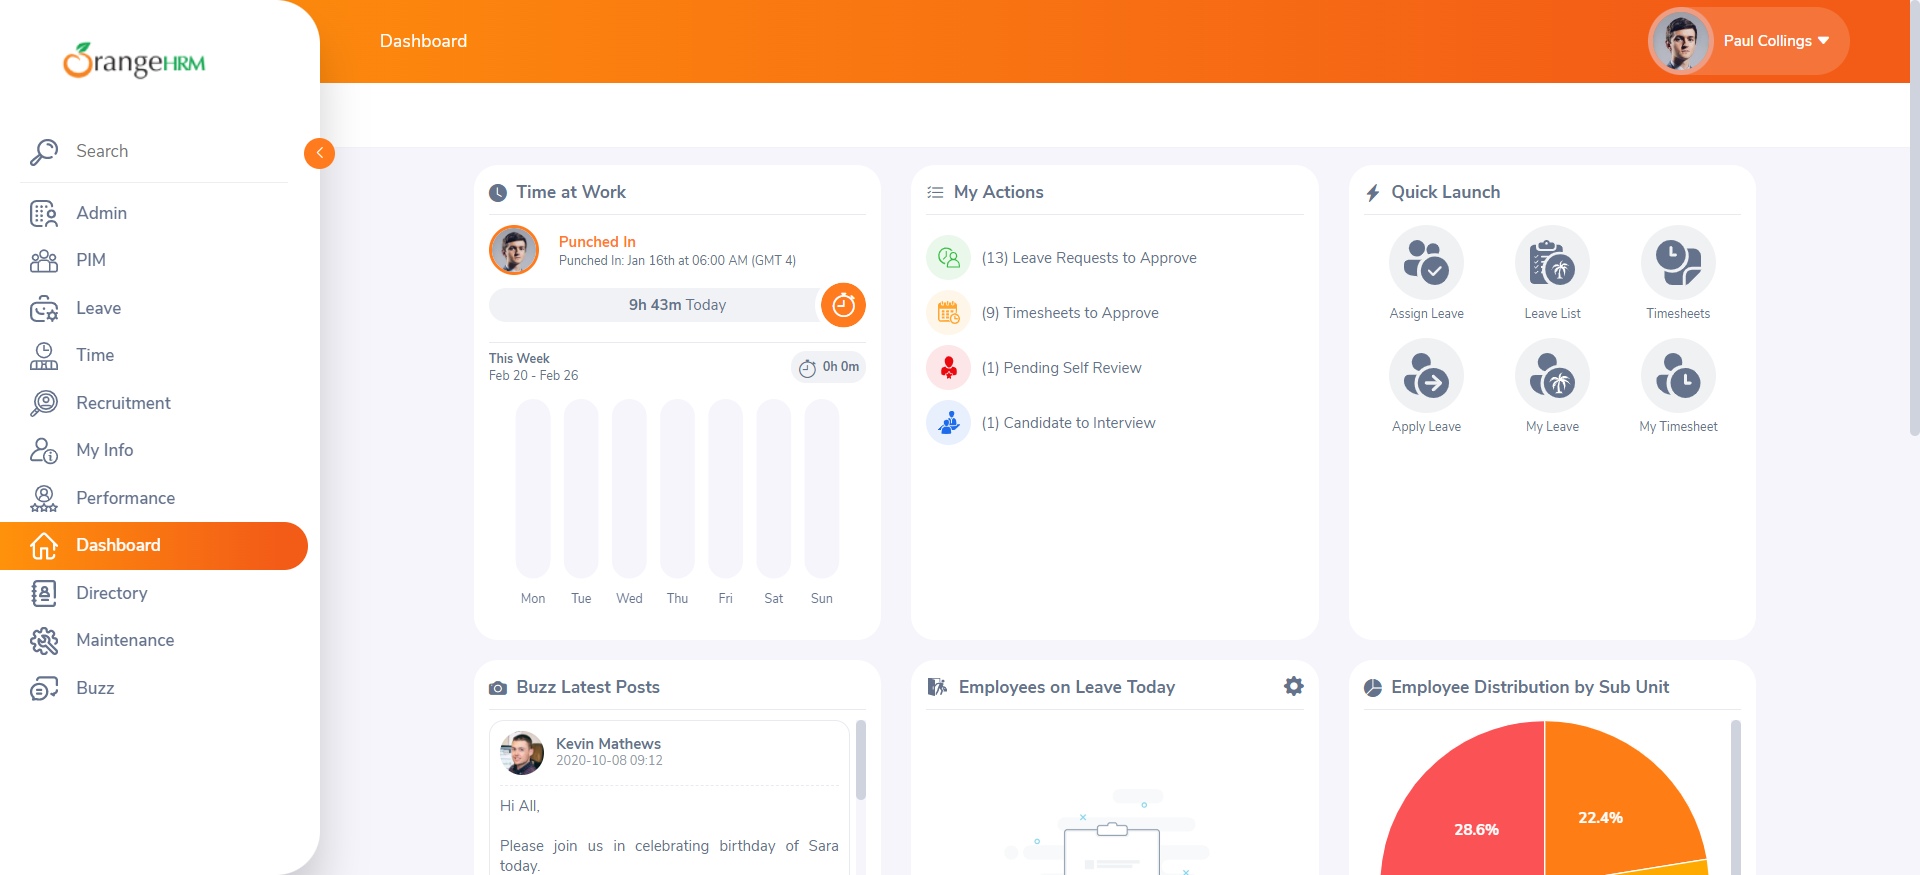 OrangeHRM
Dashboard
Paul Collings
Search
Admin
PIM
Leave
Time
Recruitment
My Info
Performance
Dashboard
Directory
Maintenance
Buzz
Time at Work
Punched In
Punched In: Jan 16th at 06:00 AM (GMT 4)
9h 43m Today
This Week
Feb 20 - Feb 26
0h 0m
Mon Tue Wed Thu Fri Sat Sun
My Actions
(13) Leave Requests to Approve
(9) Timesheets to Approve
(1) Pending Self Review
(1) Candidate to Interview
Quick Launch
Assign Leave
Leave List
Timesheets
Apply Leave
My Leave
My Timesheet
Buzz Latest Posts
Kevin Mathews
2020-10-08 09:12
Hi All,
Please join us in celebrating birthday of Sara
today.
Employees on Leave Today
Employee Distribution by Sub Unit
28.6%
22.4%